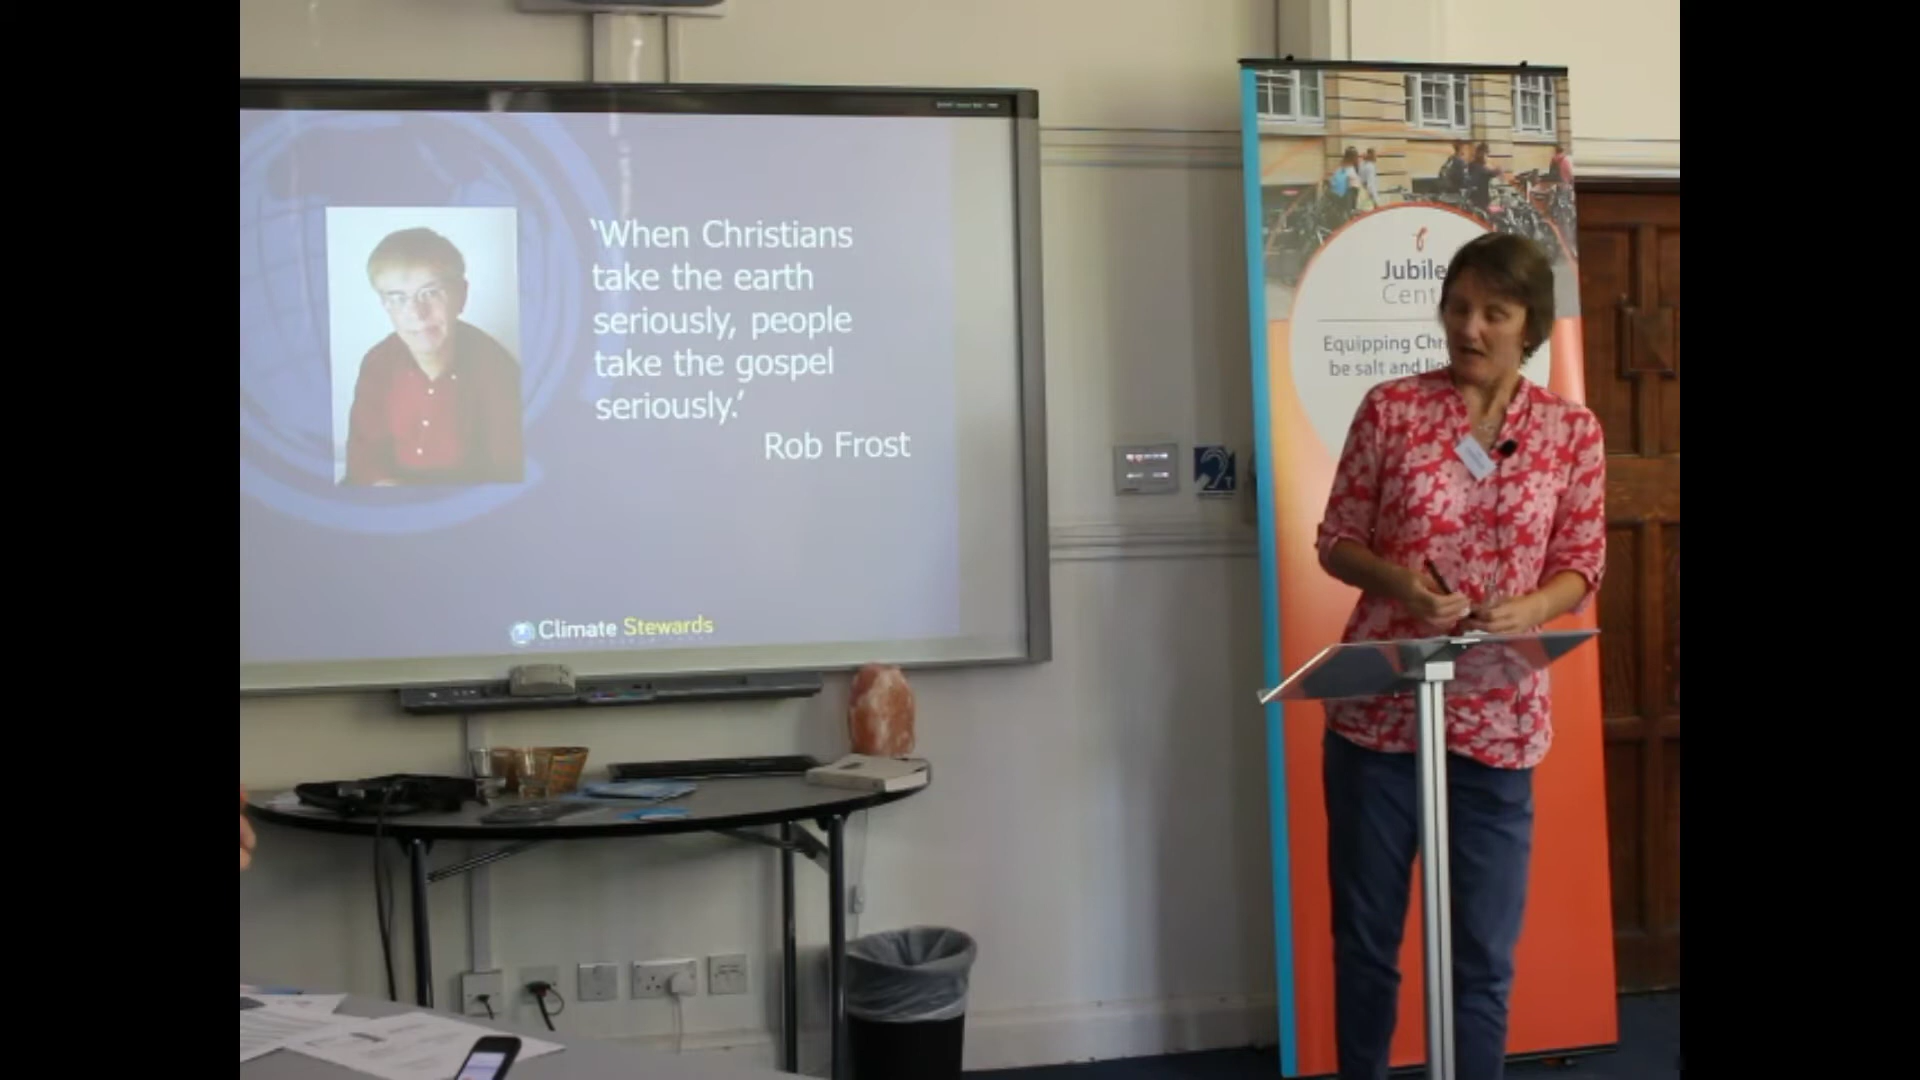 ‘When Christians
take the earth
seriously, people
take the gospel
seriously.’
Rob Frost
Climate Stewards
Jubile
Cent
Equipping Chr
be salt and lig
T